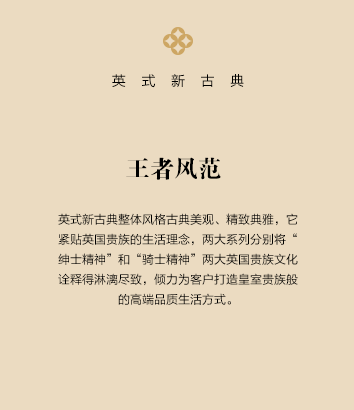 英式新古典
王者风范
英式新古典整体风格古典美观、精致典雅，它
紧贴英国贵族的生活理念，两大系列分别将“
绅士精神”和“骑士精神”两大英国贵族文化
诠释得淋漓尽致，倾力为客户打造皇室贵族般
的高端品质生活方式。